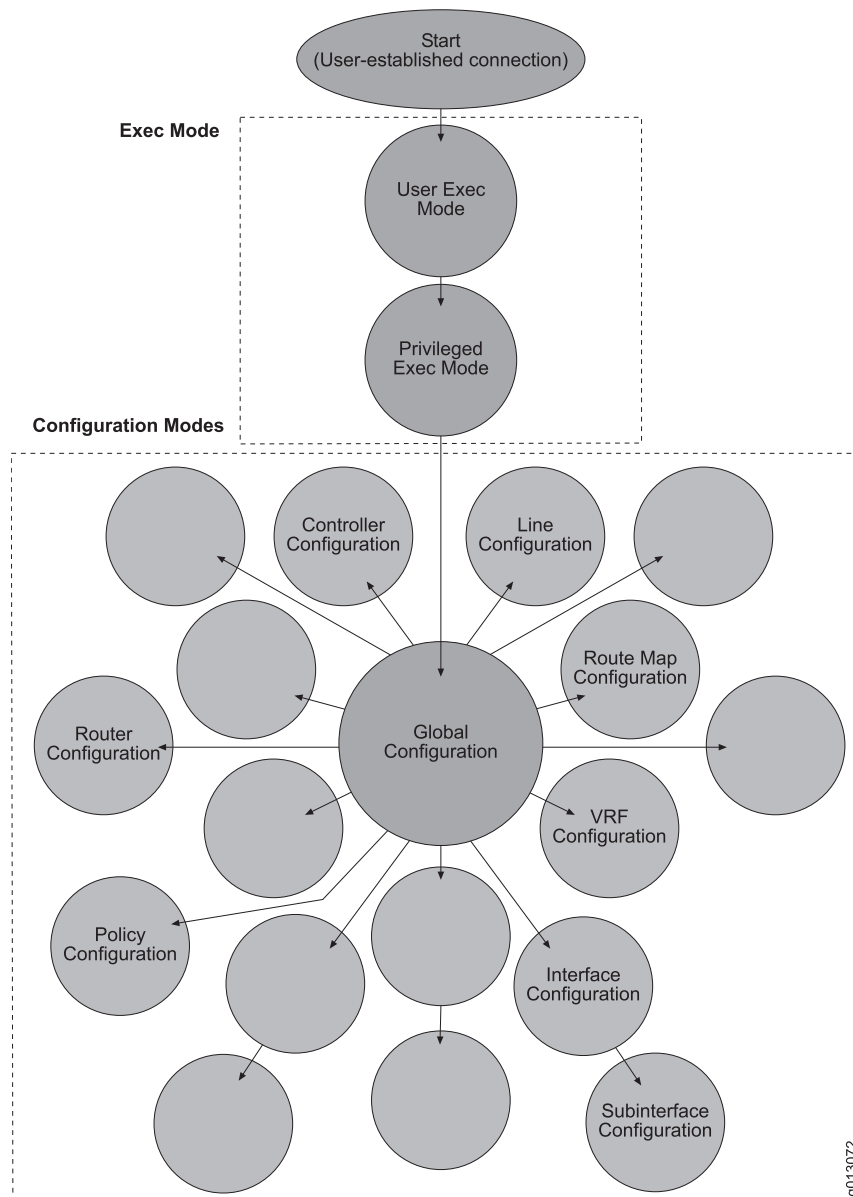 Start
(User-established connection)
Exec Mode
User Exec
Mode
Privileged
Exec Mode
Configuration Modes
Controller
Configuration
Line
Configuration
Route Map
Configuration
Router
Configuration
Global
Configuration
VRF
Configuration
Policy
Configuration
Interface
Configuration
Subinterface
Configuration
g013072